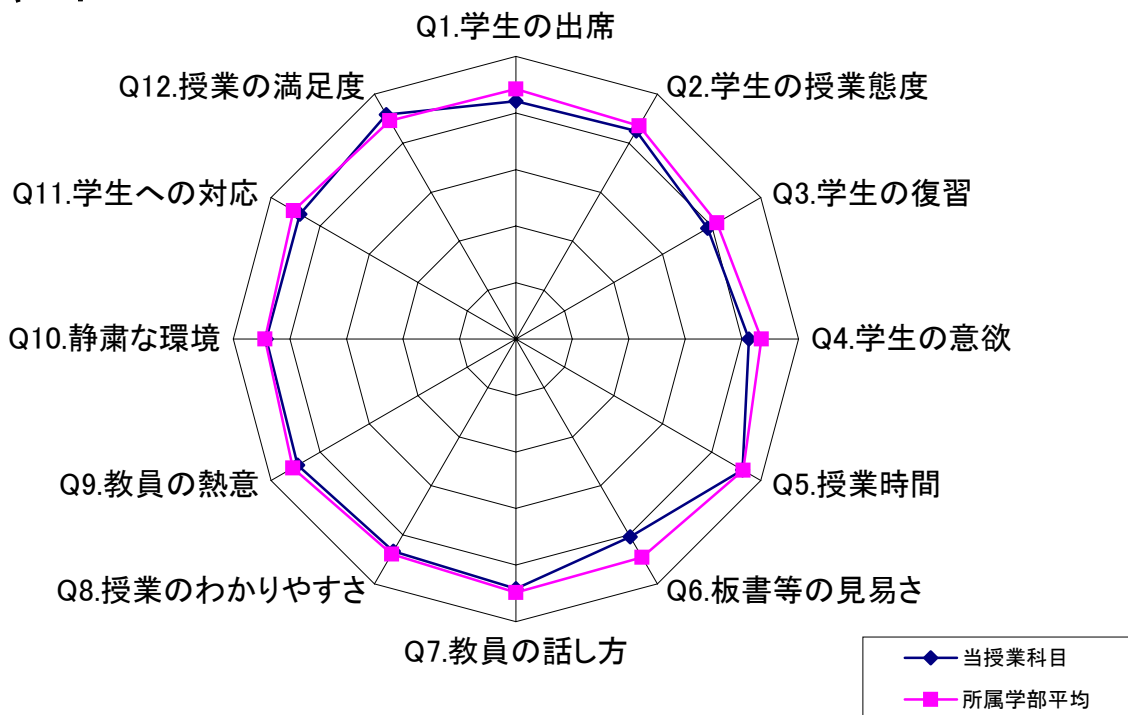 Q1.学生の出席
Q2.学生の授業態度
Q3.学生の復習
Q4.学生の意欲
Q5.授業時間
Q6.板書等の見易さ
Q7.教員の話し方
Q8.授業のわかりやすさ
Q9.教員の熱意
Q10.静粛な環境
Q11.学生への対応
Q12.授業の満足度
当授業科目
所属学部平均